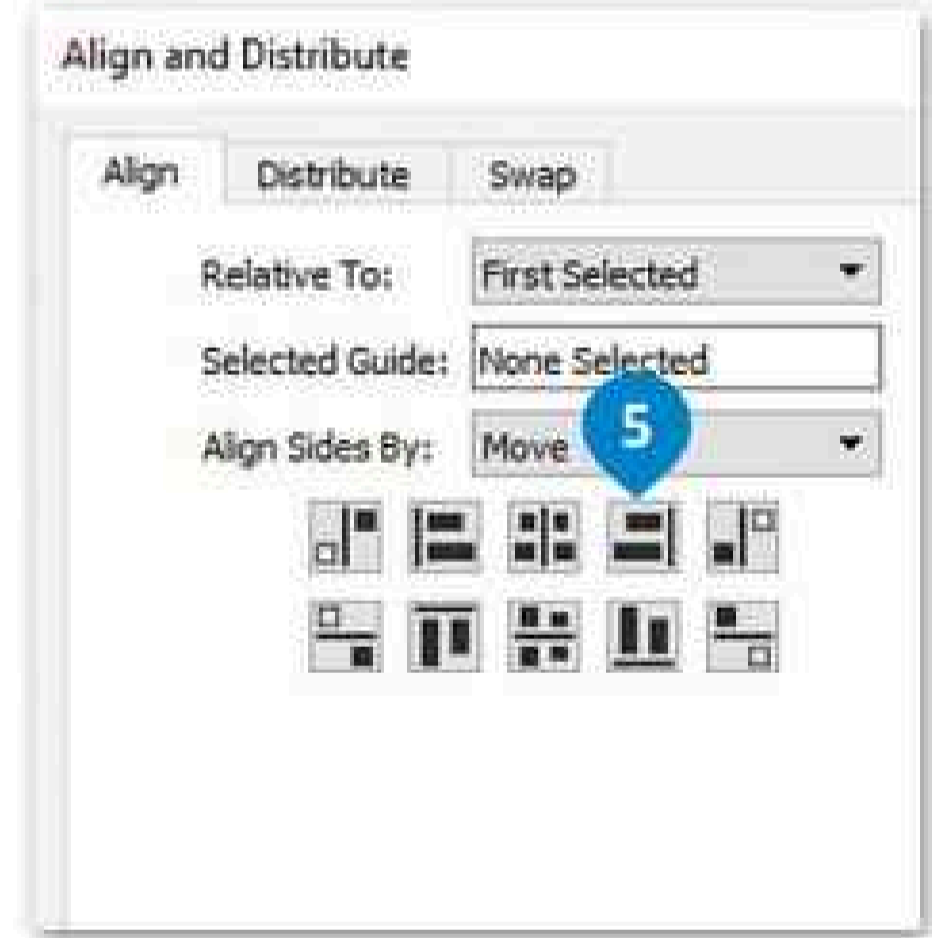 Align and Distribute
Align Distribute Swap
Relative To: First Selected
Selected Guide: None Selected
Align Sides By: Move
5